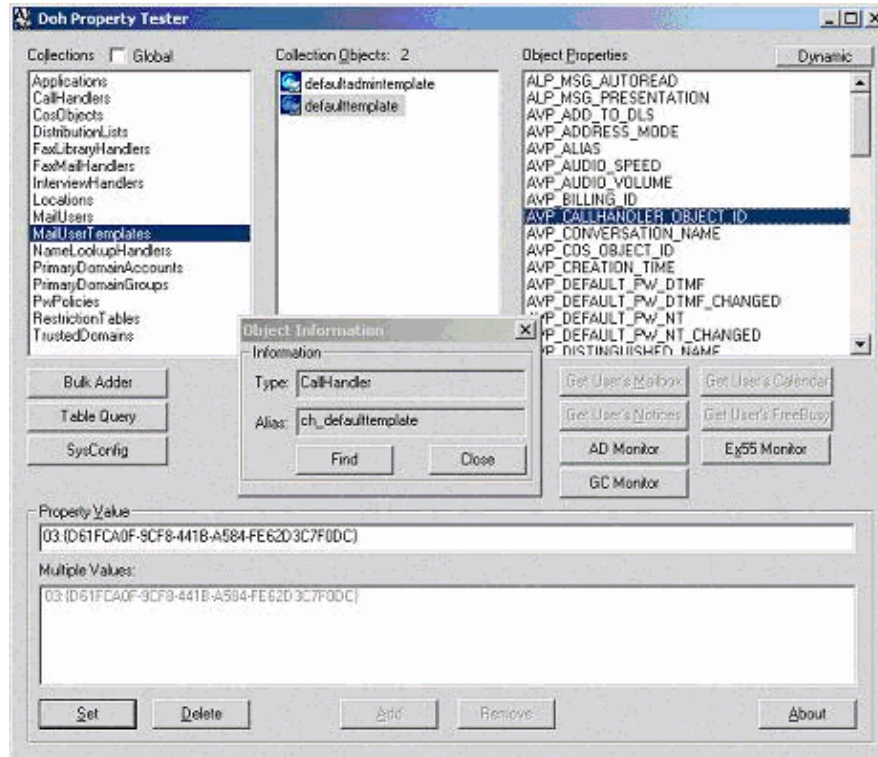 Doh Property Tester
Collections Global
Collection Objects: 2
Object Properties
Dynamic
Applications
CallHandlers
CosObjects
DistributionLists
FaxLibraryHandlers
FaxMailHandlers
InterviewHandlers
Locations
MailUsers
MailUserTemplates
NameLookupHandlers
PrimaryDomainAccounts
PrimaryDomainGroups
PwPolicies
RestrictionTables
TrustedDomains
defaultadmintemplate
defaulttemplate
ALP_MSG_AUTOREAD
ALP_MSG_PRESENTATION
AVP_ADD_TO_DLS
AVP_ADDRESS_MODE
AVP_ALIAS
AVP_AUDIO_SPEED
AVP_AUDIO_VOLUME
AVP_BILLING_ID
AVP_CALLHANDLER_OBJECT_ID
AVP_CONVERSATION_NAME
AVP_COS_OBJECT_ID
AVP_CREATION_TIME
AVP_DEFAULT_PW_DTMF
AVP_DEFAULT_PW_DTMF_CHANGED
AVP_DEFAULT_PW_NT
AVP_DEFAULT_PW_NT_CHANGED
AVP_DISTINGUISHED_NAME
Object Information
Information
Type: CallHandler
Alias: ch_defaulttemplate
Find
Close
Bulk Adder
Table Query
SysConfig
Get User's Mailbox
Get User's Calendar
Get User's Notices
Get User's FreeBusy
AD Monitor
Ex55 Monitor
GC Monitor
Property Value
03:{D61FCA0F-9CF8-441B-A584-FE62D3C7F0DC}
Multiple Values:
03:{D61FCA0F-9CF8-441B-A584-FE62D3C7F0DC}
Set
Delete
Add
Remove
About